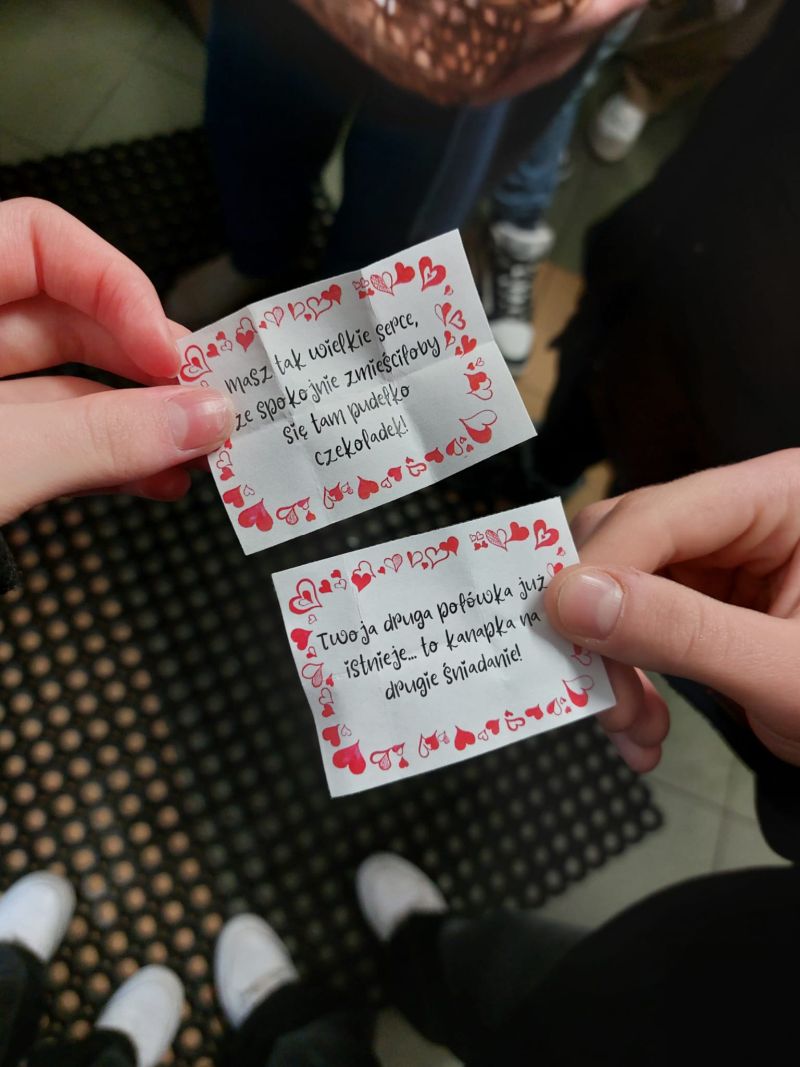 masz tak wielkie serce,
że spokojnie zmieściłoby
się tam pudełko
czekoladek!
Twoja druga połówka już
istnieje... to kanapka na
drugie śniadanie!